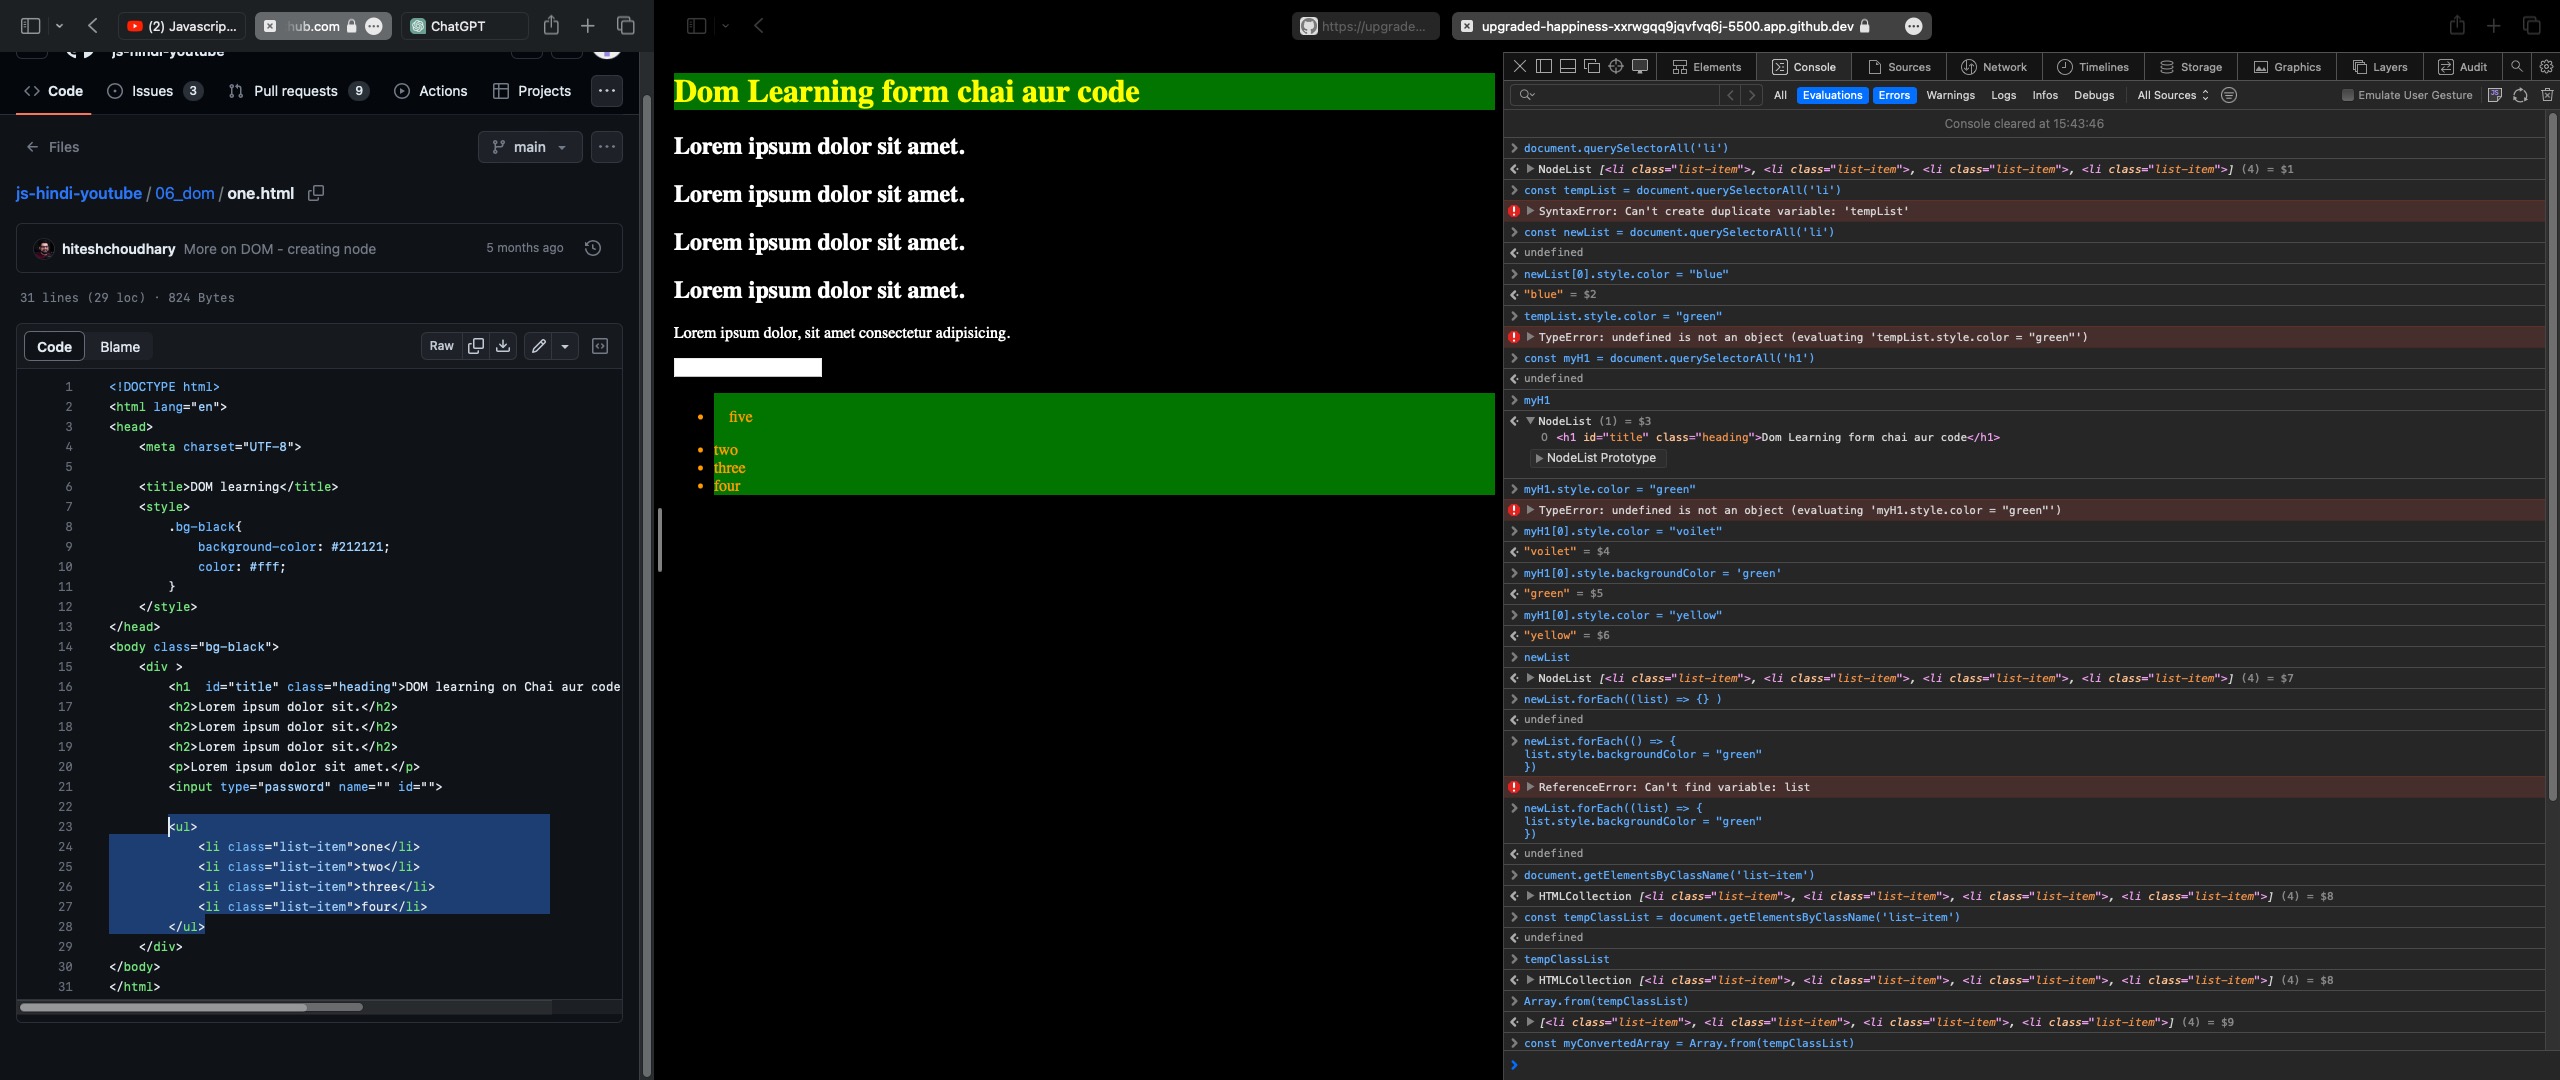 (2) Javascrip...
hub.com
ChatGPT
https://upgrade...
upgraded-happiness-xxrwgqq9jqvfvq6j-5500.app.github.dev
js-hindi-youtube
Code
Issues 3
Pull requests 9
Actions
Projects
Files
main
js-hindi-youtube / 06_dom / one.html
hiteshchoudhary More on DOM - creating node 5 months ago
31 lines (29 loc) · 824 Bytes
Code Blame Raw
1 <!DOCTYPE html>
2 <html lang="en">
3 <head>
4 <meta charset="UTF-8">
5
6 <title>DOM learning</title>
7 <style>
8 .bg-black{
9 background-color: #212121;
10 color: #fff;
11 }
12 </style>
13 </head>
14 <body class="bg-black">
15 <div >
16 <h1  id="title" class="heading">DOM learning on Chai aur code
17 <h2>Lorem ipsum dolor sit.</h2>
18 <h2>Lorem ipsum dolor sit.</h2>
19 <h2>Lorem ipsum dolor sit.</h2>
20 <p>Lorem ipsum dolor sit amet.</p>
21 <input type="password" name="" id="">
22
23 <ul>
24 <li class="list-item">one</li>
25 <li class="list-item">two</li>
26 <li class="list-item">three</li>
27 <li class="list-item">four</li>
28 </ul>
29 </div>
30 </body>
31 </html>
Dom Learning form chai aur code
Lorem ipsum dolor sit amet.
Lorem ipsum dolor sit amet.
Lorem ipsum dolor sit amet.
Lorem ipsum dolor sit amet.
Lorem ipsum dolor, sit amet consectetur adipisicing.
five
two
three
four
Elements Console Sources Network Timelines Storage Graphics Layers Audit
All Evaluations Errors Warnings Logs Infos Debugs All Sources Emulate User Gesture
Console cleared at 15:43:46
document.querySelectorAll('li')
NodeList [<li class="list-item">, <li class="list-item">, <li class="list-item">, <li class="list-item">] (4) = $1
const tempList = document.querySelectorAll('li')
SyntaxError: Can't create duplicate variable: 'tempList'
const newList = document.querySelectorAll('li')
undefined
newList[0].style.color = "blue"
"blue" = $2
tempList.style.color = "green"
TypeError: undefined is not an object (evaluating 'tempList.style.color = "green"')
const myH1 = document.querySelectorAll('h1')
undefined
myH1
NodeList (1) = $3
0 <h1 id="title" class="heading">Dom Learning form chai aur code</h1>
NodeList Prototype
myH1.style.color = "green"
TypeError: undefined is not an object (evaluating 'myH1.style.color = "green"')
myH1[0].style.color = "voilet"
"voilet" = $4
myH1[0].style.backgroundColor = 'green'
"green" = $5
myH1[0].style.color = "yellow"
"yellow" = $6
newList
NodeList [<li class="list-item">, <li class="list-item">, <li class="list-item">, <li class="list-item">] (4) = $7
newList.forEach((list) => {} )
undefined
newList.forEach(() => {
list.style.backgroundColor = "green"
})
ReferenceError: Can't find variable: list
newList.forEach((list) => {
list.style.backgroundColor = "green"
})
undefined
document.getElementsByClassName('list-item')
HTMLCollection [<li class="list-item">, <li class="list-item">, <li class="list-item">, <li class="list-item">] (4) = $8
const tempClassList = document.getElementsByClassName('list-item')
undefined
tempClassList
HTMLCollection [<li class="list-item">, <li class="list-item">, <li class="list-item">, <li class="list-item">] (4) = $8
Array.from(tempClassList)
[<li class="list-item">, <li class="list-item">, <li class="list-item">, <li class="list-item">] (4) = $9
const myConvertedArray = Array.from(tempClassList)